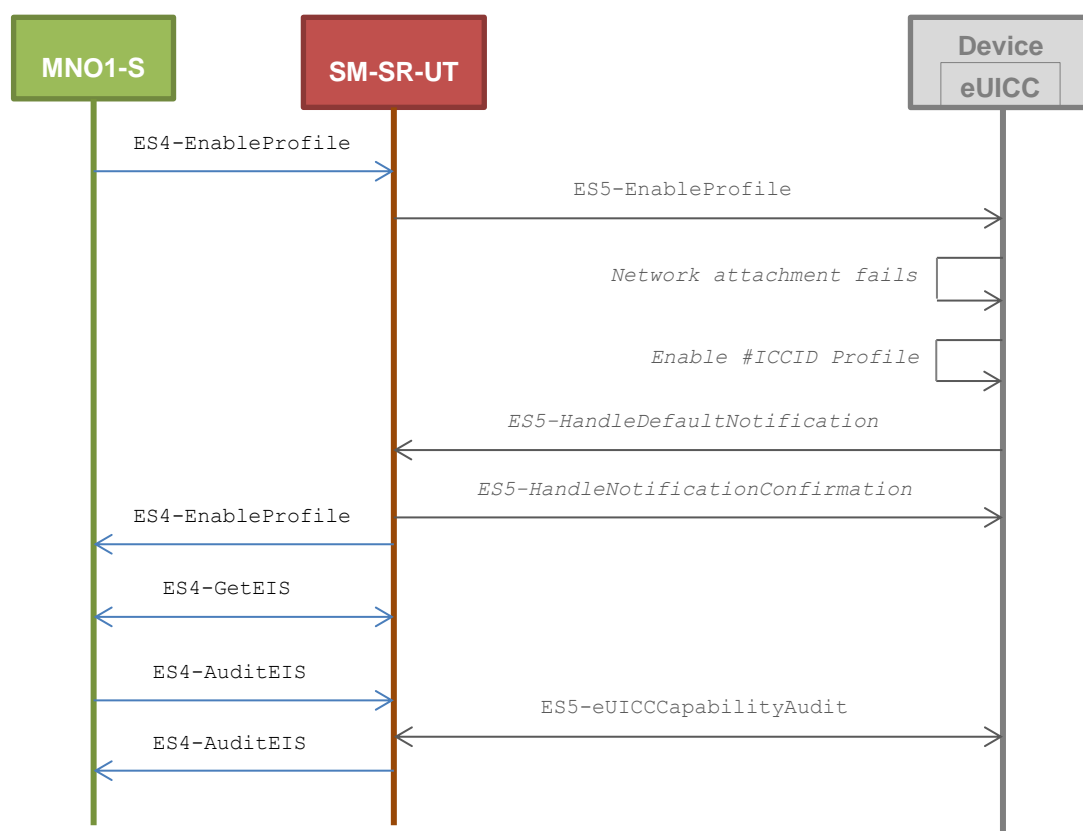 MNO1-S
SM-SR-UT
Device
eUICC
ES4-EnableProfile
ES5-EnableProfile
Network attachment fails
Enable #ICCID Profile
ES5-HandleDefaultNotification
ES5-HandleNotificationConfirmation
ES4-EnableProfile
ES4-GetEIS
ES4-AuditEIS
ES5-eUICCCapabilityAudit
ES4-AuditEIS